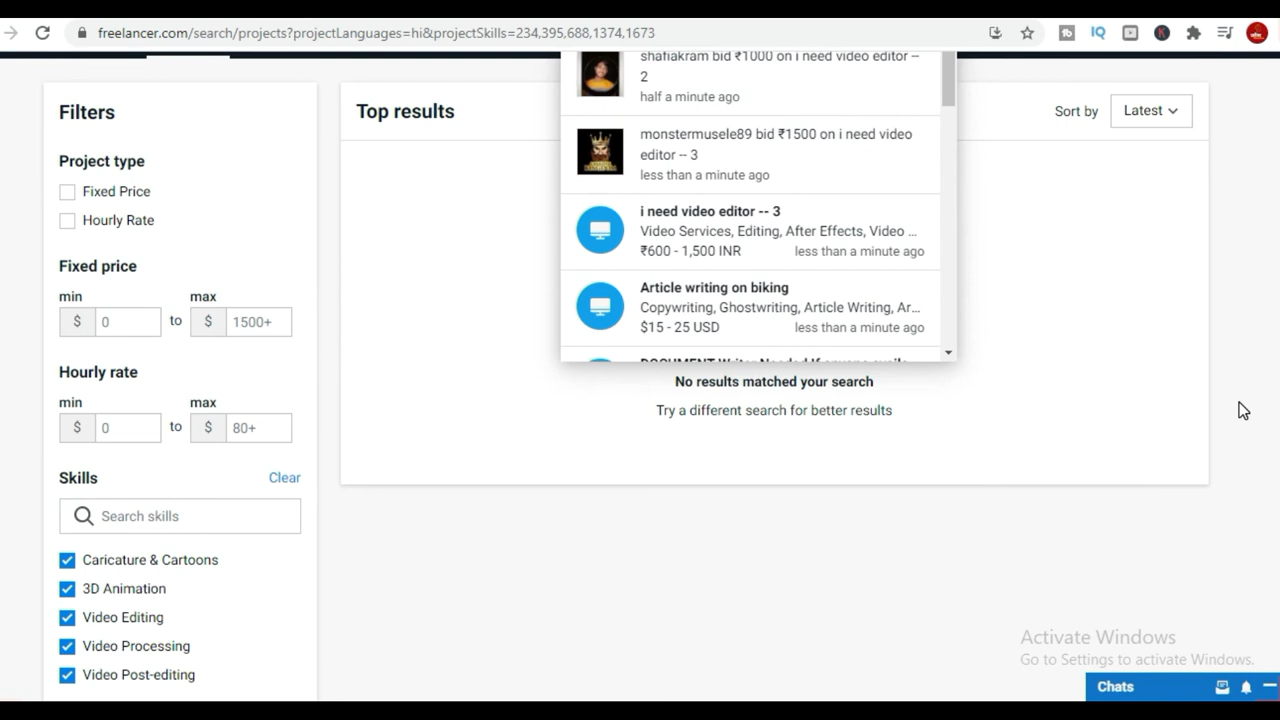 freelancer.com/search/projects?projectLanguages=hi&projectSkills=234,395,688,1374,1673
IQ
K
Filters
Project type
Fixed Price
Hourly Rate
Fixed price
min
max
$ 0
to
$ 1500+
Hourly rate
min
max
$ 0
to
$ 80+
Skills
Clear
Search skills
Caricature & Cartoons
3D Animation
Video Editing
Video Processing
Video Post-editing
Top results
Sort by
Latest
shafiakram bid ₹1000 on i need video editor --
2
half a minute ago
monstermusele89 bid ₹1500 on i need video
editor -- 3
less than a minute ago
i need video editor -- 3
Video Services, Editing, After Effects, Video ...
₹600 - 1,500 INR less than a minute ago
Article writing on biking
Copywriting, Ghostwriting, Article Writing, Ar...
$15 - 25 USD less than a minute ago
DOCUMENT Writer Needed If anyone
No results matched your search
Try a different search for better results
Activate Windows
Go to Settings to activate Windows.
Chats